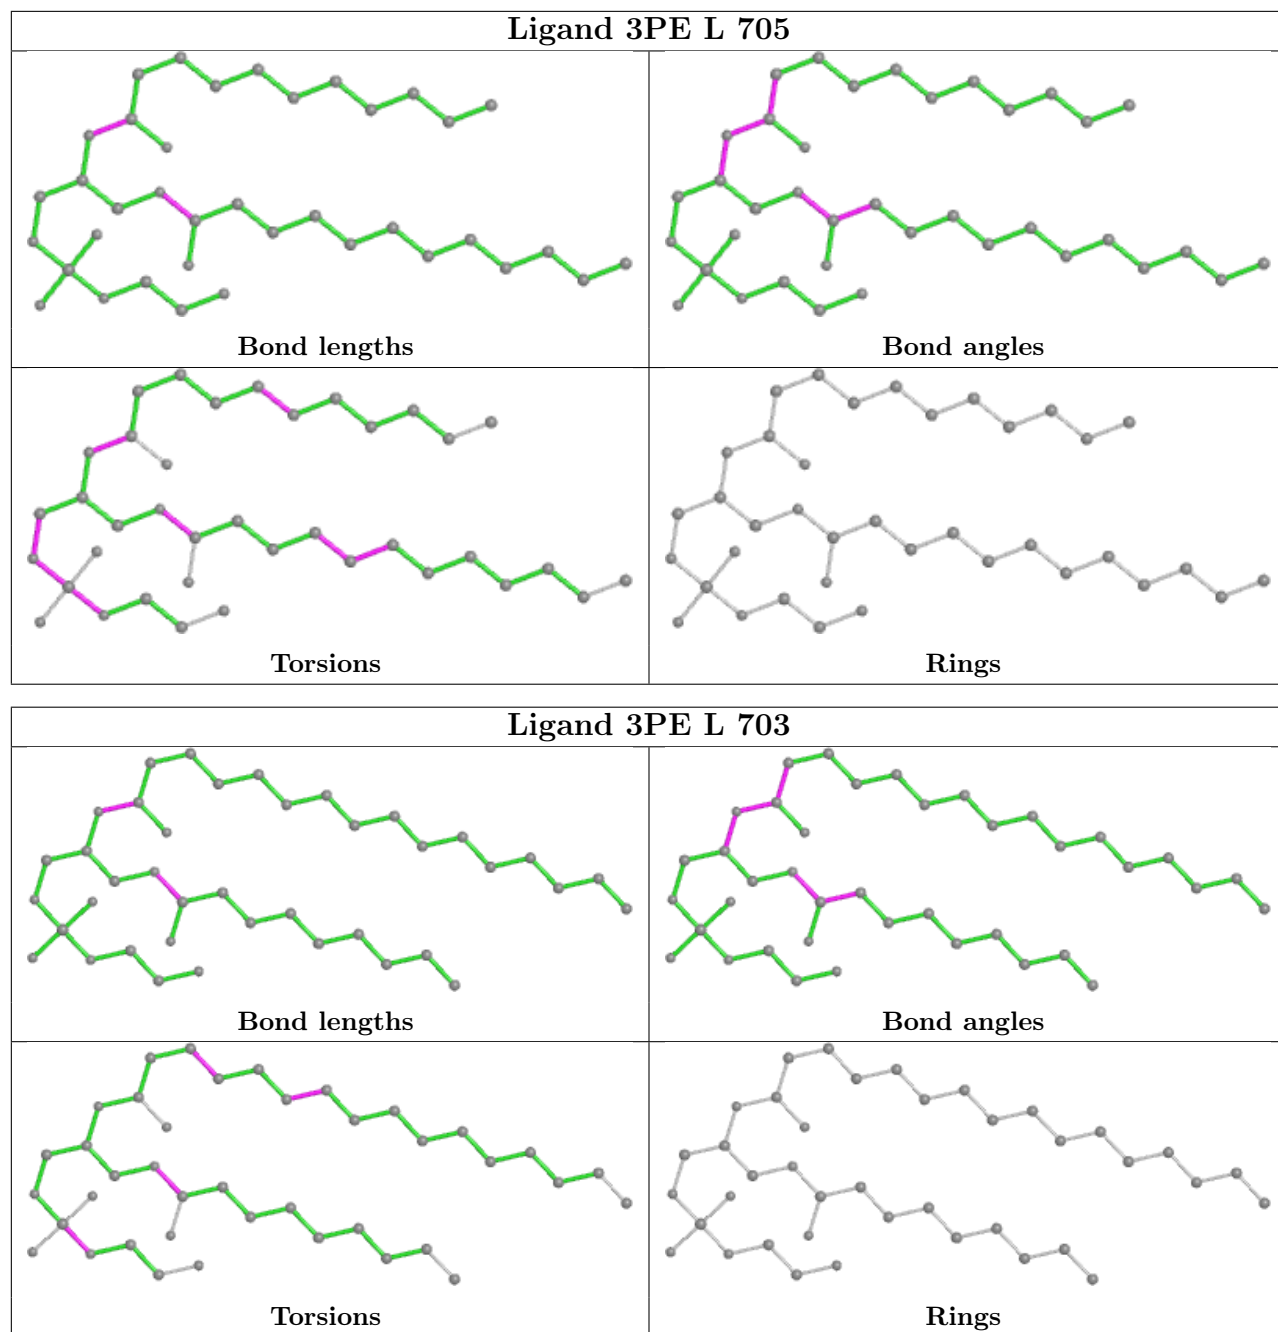 Ligand 3PE L 705
Bond lengths
Bond angles
Torsions
Rings
Ligand 3PE L 703
Bond lengths
Bond angles
Torsions
Rings